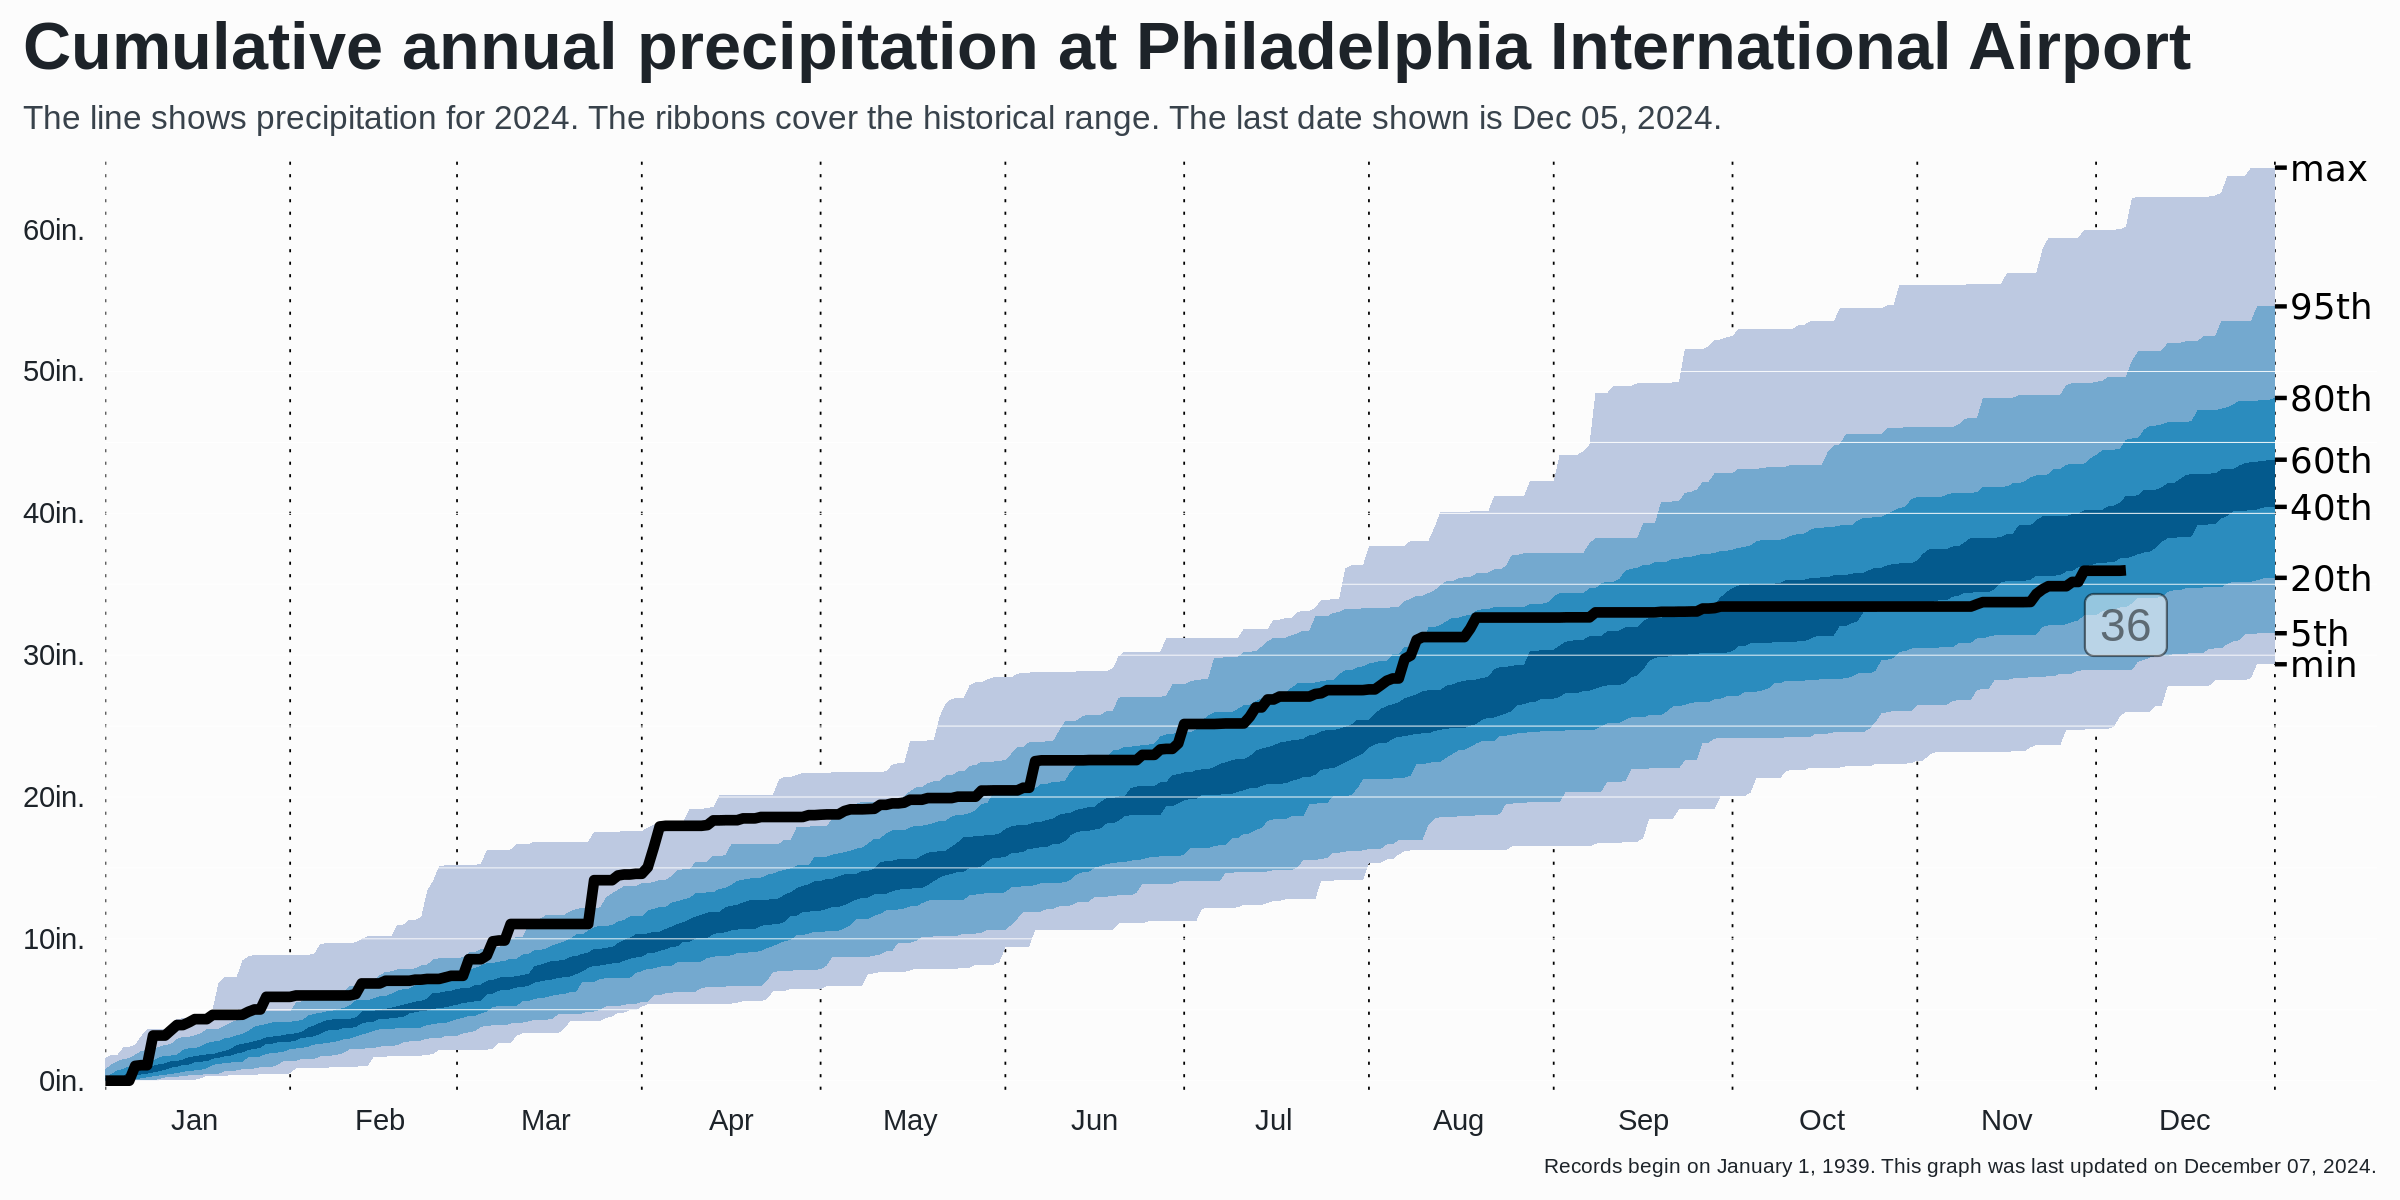 Cumulative annual precipitation at Philadelphia International Airport
The line shows precipitation for 2024. The ribbons cover the historical range. The last date shown is Dec 05, 2024.
max
60in.
95th
50in.
80th
60th
40in.
40th
20th
36
5th
30in.
min
20in.
10in.
0in.
Jan Feb Mar Apr May Jun Jul Aug Sep Oct Nov Dec
Records begin on January 1, 1939. This graph was last updated on December 07, 2024.